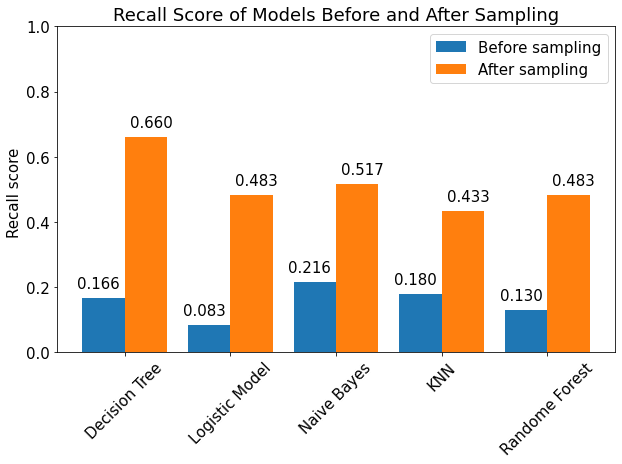 Recall Score of Models Before and After Sampling
1.0
0.8
0.6
0.4
0.2
0.0
Recall score
Before sampling
After sampling
0.166
0.660
0.083
0.483
0.216
0.517
0.180
0.433
0.130
0.483
Decision Tree
Logistic Model
Naive Bayes
KNN
Randome Forest